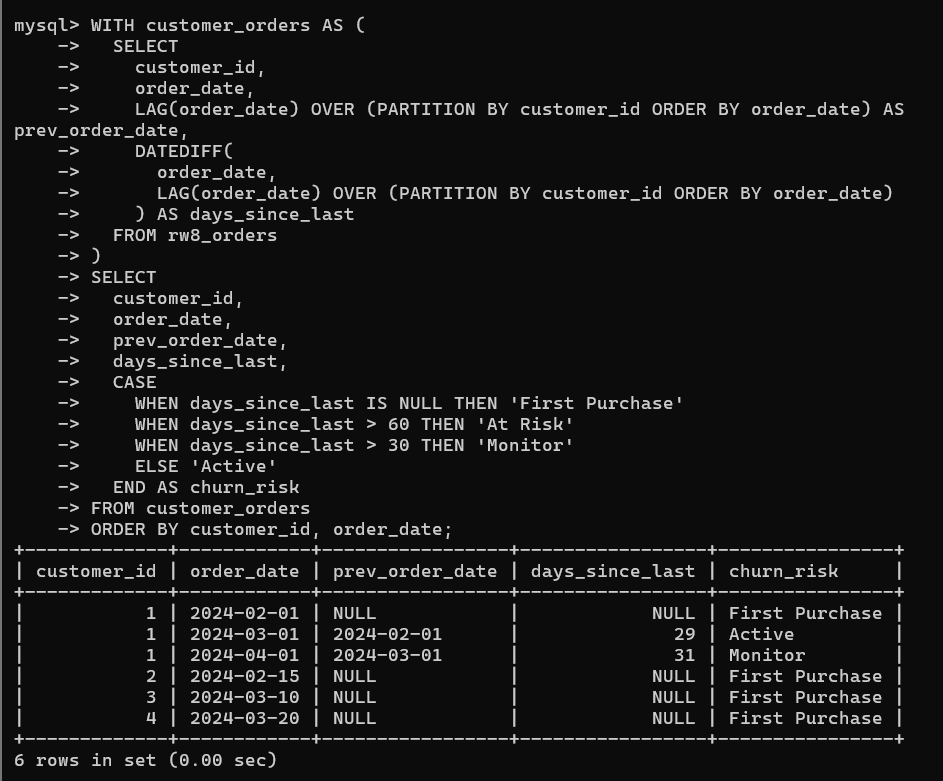 mysql> WITH customer_orders AS (
    ->   SELECT
    ->     customer_id,
    ->     order_date,
    ->     LAG(order_date) OVER (PARTITION BY customer_id ORDER BY order_date) AS
prev_order_date,
    ->     DATEDIFF(
    ->       order_date,
    ->       LAG(order_date) OVER (PARTITION BY customer_id ORDER BY order_date)
    ->     ) AS days_since_last
    ->   FROM rw8_orders
    -> )
    -> SELECT
    ->   customer_id,
    ->   order_date,
    ->   prev_order_date,
    ->   days_since_last,
    ->   CASE
    ->     WHEN days_since_last IS NULL THEN 'First Purchase'
    ->     WHEN days_since_last > 60 THEN 'At Risk'
    ->     WHEN days_since_last > 30 THEN 'Monitor'
    ->     ELSE 'Active'
    ->   END AS churn_risk
    -> FROM customer_orders
    -> ORDER BY customer_id, order_date;
+-------------+------------+-----------------+-----------------+----------------+
| customer_id | order_date | prev_order_date | days_since_last | churn_risk     |
+-------------+------------+-----------------+-----------------+----------------+
|           1 | 2024-02-01 | NULL            |            NULL | First Purchase |
|           1 | 2024-03-01 | 2024-02-01      |              29 | Active         |
|           1 | 2024-04-01 | 2024-03-01      |              31 | Monitor        |
|           2 | 2024-02-15 | NULL            |            NULL | First Purchase |
|           3 | 2024-03-10 | NULL            |            NULL | First Purchase |
|           4 | 2024-03-20 | NULL            |            NULL | First Purchase |
+-------------+------------+-----------------+-----------------+----------------+
6 rows in set (0.00 sec)